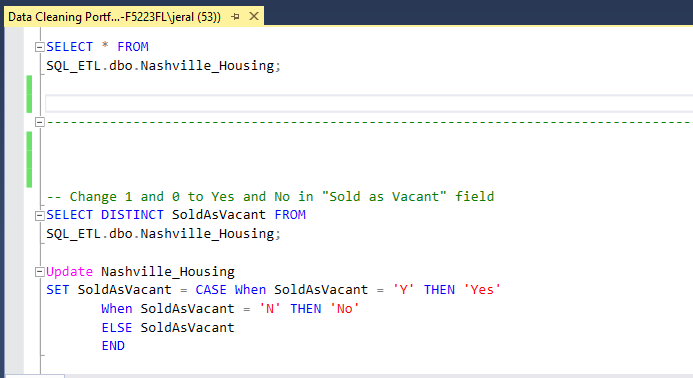 Data Cleaning Portf...-F5223FL\jeral (53))
SELECT * FROM
SQL_ETL.dbo.Nashville_Housing;
--------------------------------------------------------------------------------
-- Change 1 and 0 to Yes and No in "Sold as Vacant" field
SELECT DISTINCT SoldAsVacant FROM
SQL_ETL.dbo.Nashville_Housing;
Update Nashville_Housing
SET SoldAsVacant = CASE When SoldAsVacant = 'Y' THEN 'Yes'
When SoldAsVacant = 'N' THEN 'No'
ELSE SoldAsVacant
END